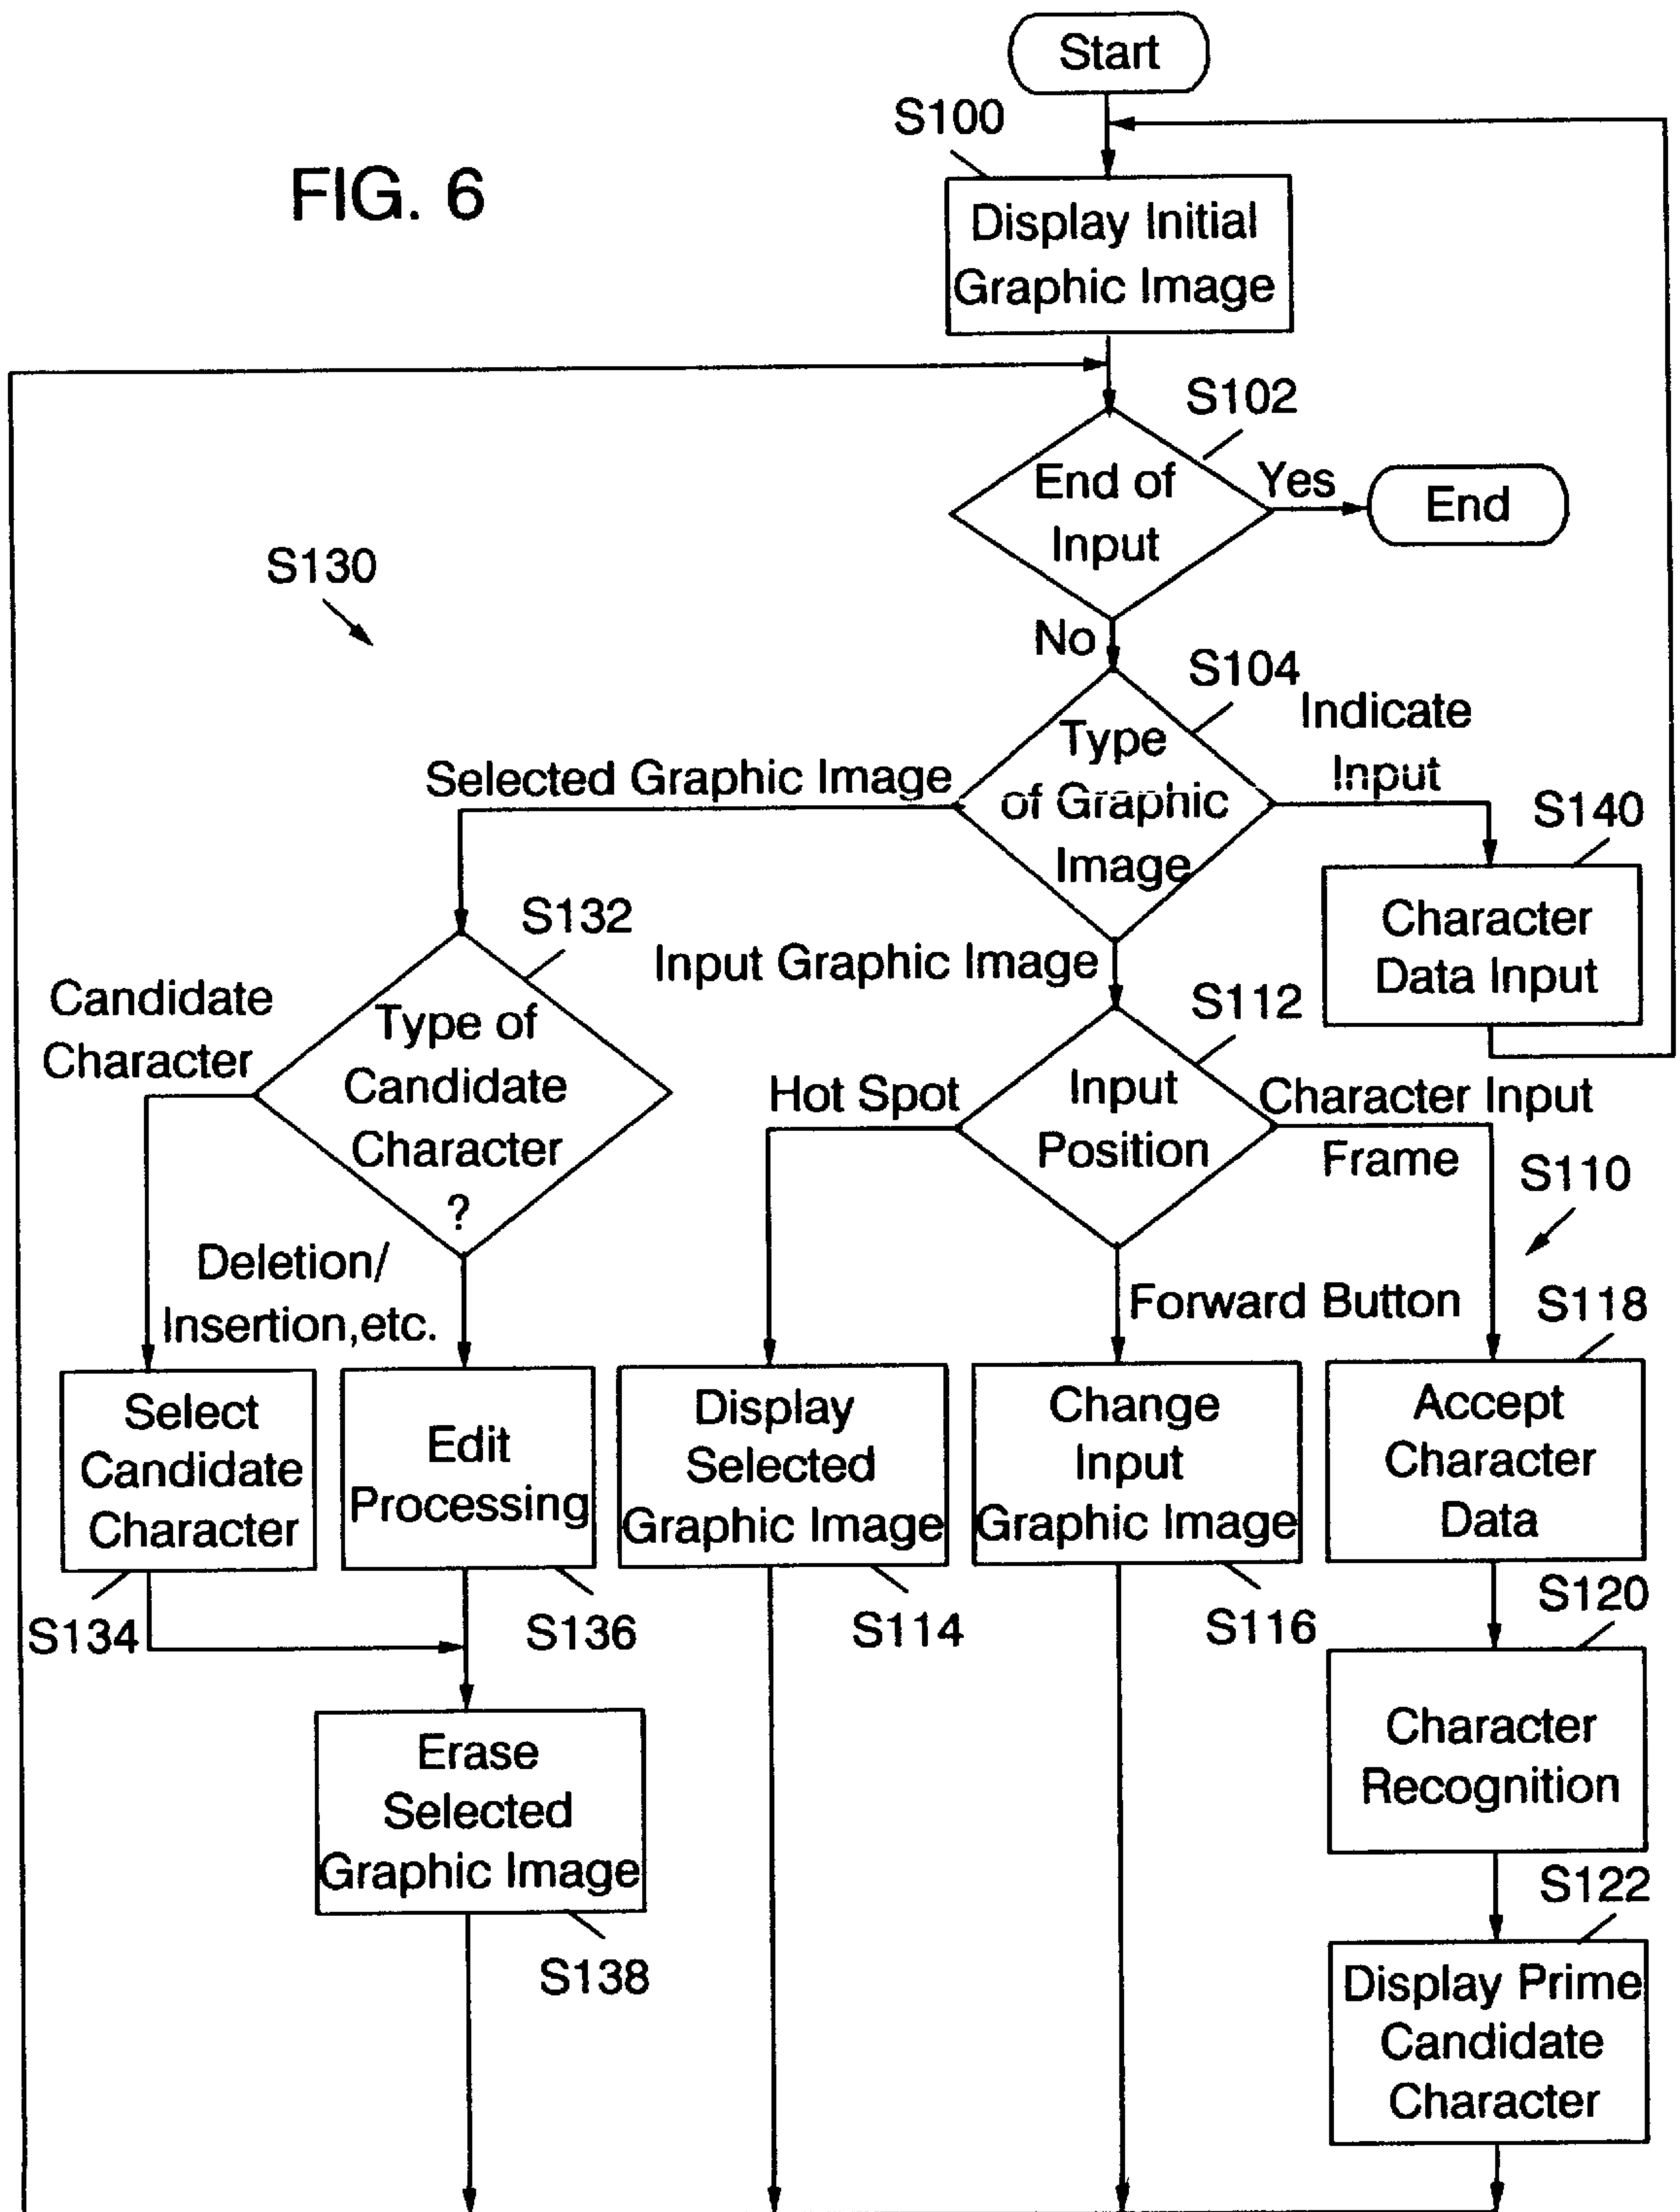 Start
S100
FIG. 6
Display Initial
Graphic Image
S102
End of
Input
Yes
End
S130
No
S104
Indicate
Input
Type
of Graphic
Image
Selected Graphic Image
S140
Character
Data Input
S132
Input Graphic Image
S112
Candidate
Character
Type of
Candidate
Character
?
Hot Spot
Input
Position
Character Input
Frame
S110
Deletion/
Insertion,etc.
Forward Button
S118
Select
Candidate
Character
Edit
Processing
Display
Selected
Graphic Image
Change
Input
Graphic Image
Accept
Character
Data
S134
S136
S114
S116
S120
Erase
Selected
Graphic Image
Character
Recognition
S138
S122
Display Prime
Candidate
Character